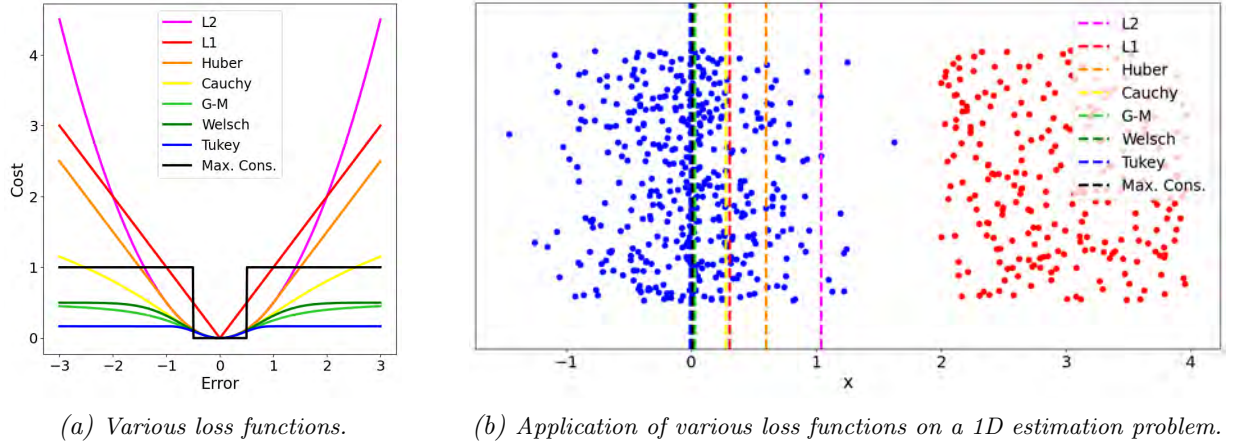 L2
L1
Huber
Cauchy
G-M
Welsch
Tukey
Max. Cons.
4
3
2
1
0
Cost
−3 −2 −1 0 1 2 3
Error
L2
L1
Huber
Cauchy
G-M
Welsch
Tukey
Max. Cons.
−1 0 1 2 3 4
x
(a) Various loss functions.
(b) Application of various loss functions on a 1D estimation problem.